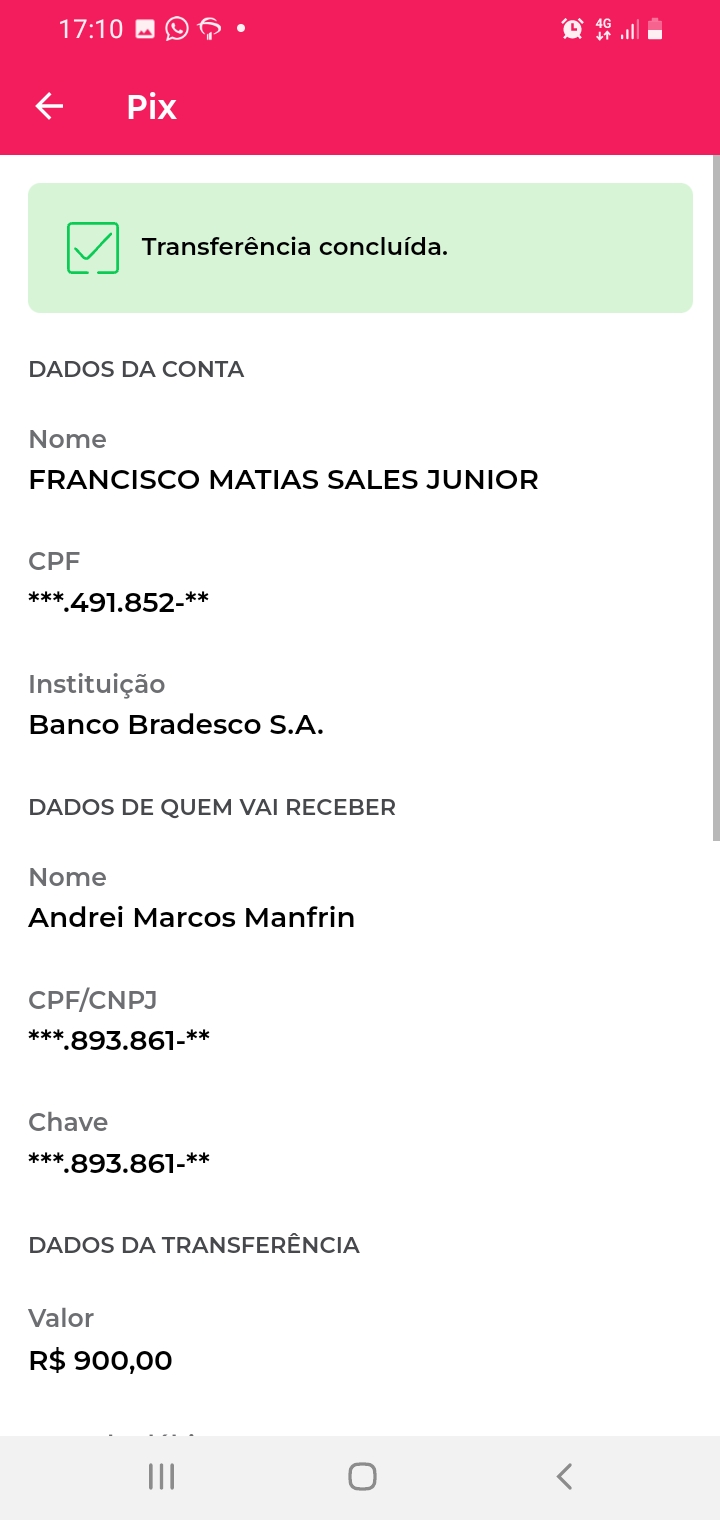 17:10
4G
Pix
Transferência concluída.
DADOS DA CONTA
Nome
FRANCISCO MATIAS SALES JUNIOR
CPF
***.491.852-**
Instituição
Banco Bradesco S.A.
DADOS DE QUEM VAI RECEBER
Nome
Andrei Marcos Manfrin
CPF/CNPJ
***.893.861-**
Chave
***.893.861-**
DADOS DA TRANSFERÊNCIA
Valor
R$ 900,00